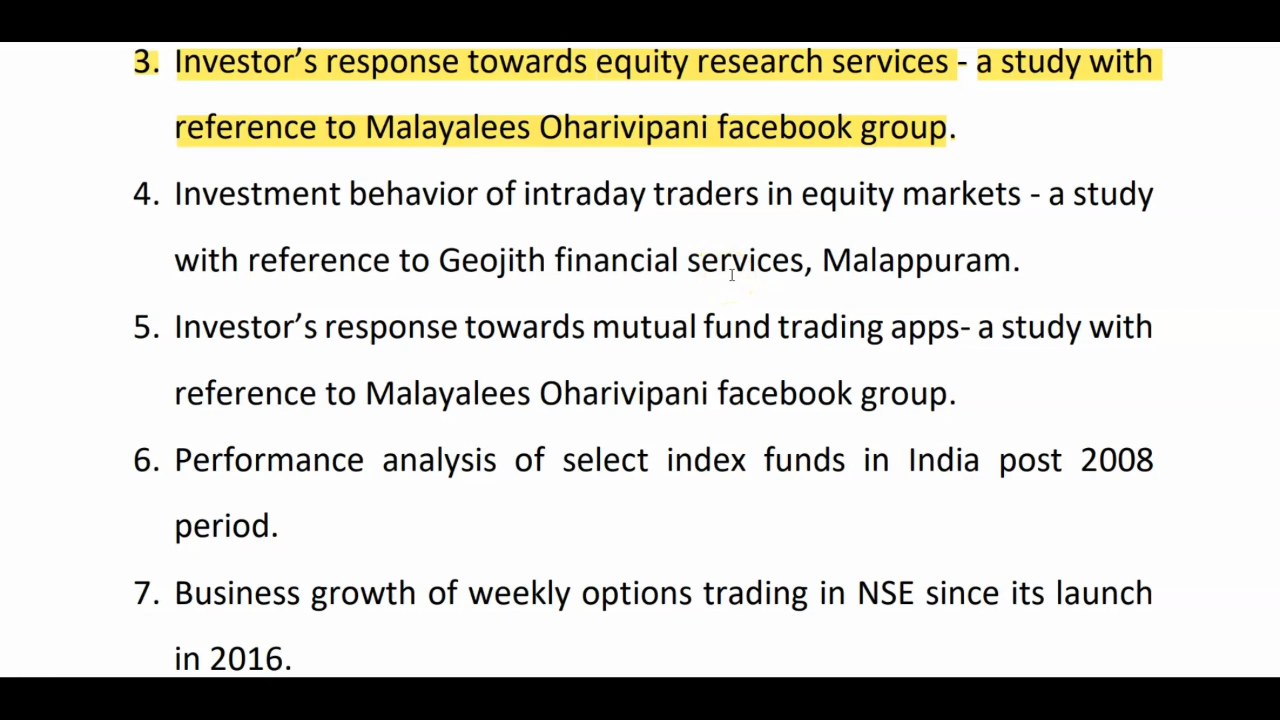 3. Investor’s response towards equity research services - a study with
reference to Malayalees Oharivipani facebook group.
4. Investment behavior of intraday traders in equity markets - a study
with reference to Geojith financial services, Malappuram.
5. Investor’s response towards mutual fund trading apps- a study with
reference to Malayalees Oharivipani facebook group.
6. Performance analysis of select index funds in India post 2008
period.
7. Business growth of weekly options trading in NSE since its launch
in 2016.